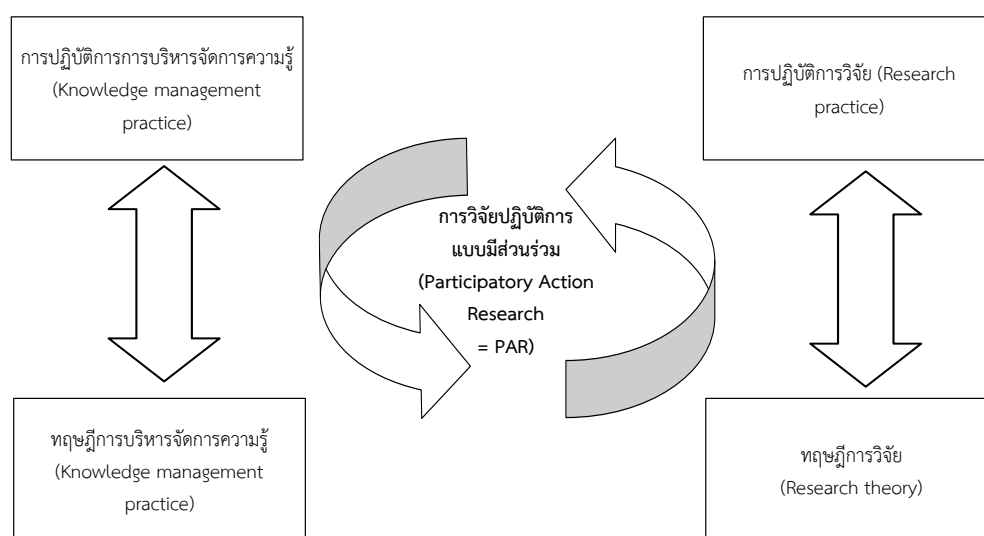 การปฏิบัติการการบริหารจัดการความรู้
(Knowledge management
practice)
การปฏิบัติการวิจัย (Research
practice)
การวิจัยปฏิบัติการ
แบบมีส่วนร่วม
(Participatory Action
Research
= PAR)
ทฤษฎีการบริหารจัดการความรู้
(Knowledge management
practice)
ทฤษฎีการวิจัย
(Research theory)